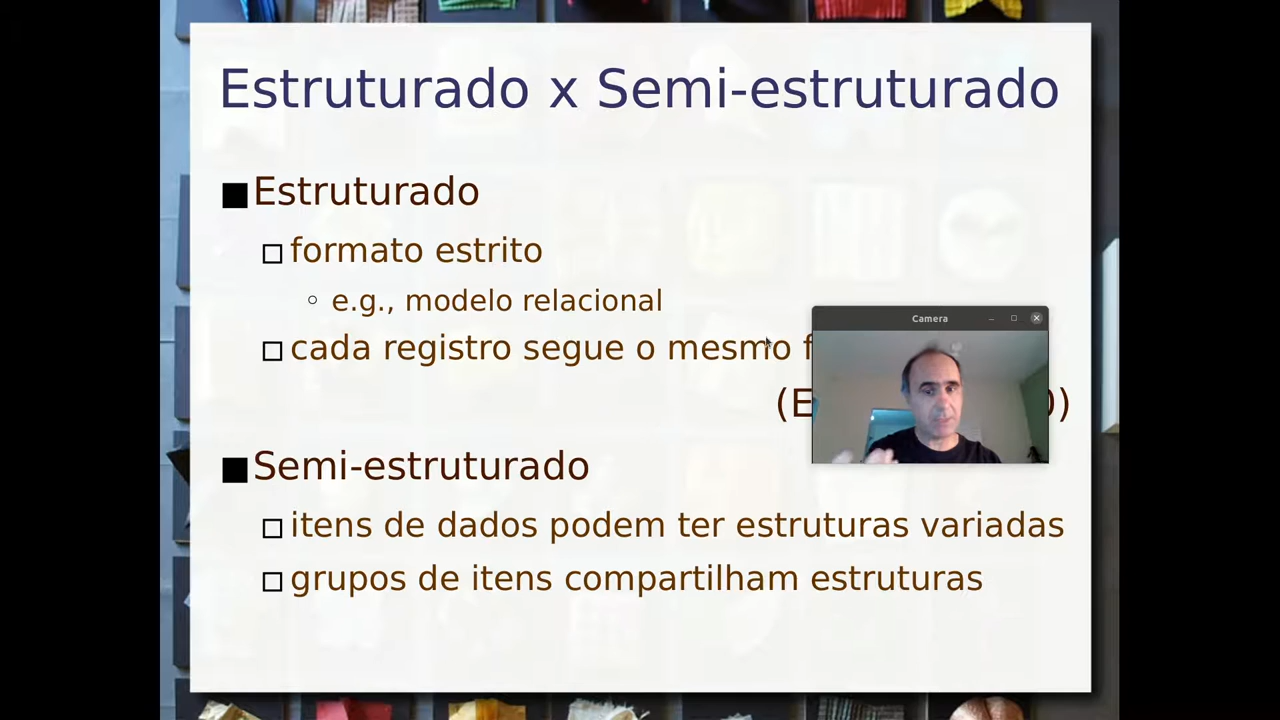 Estruturado x Semi-estruturado
Estruturado
formato estrito
e.g., modelo relacional
cada registro segue o mesmo
Camera
Semi-estruturado
itens de dados podem ter estruturas variadas
grupos de itens compartilham estruturas